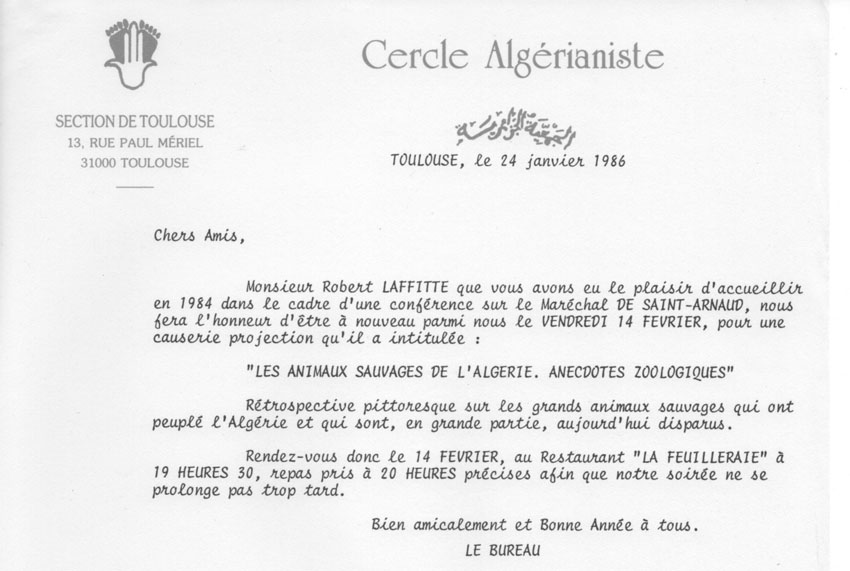 Cercle Algérianiste
SECTION DE TOULOUSE
13, RUE PAUL MÉRIEL
31000 TOULOUSE
TOULOUSE, le 24 janvier 1986
Chers Amis,
Monsieur Robert LAFFITTE que vous avons eu le plaisir d'accueillir
en 1984 dans le cadre d'une conférence sur le Maréchal DE SAINT-ARNAUD, nous
fera l'honneur d'être à nouveau parmi nous le VENDREDI 14 FEVRIER, pour une
causerie projection qu'il a intitulée :
"LES ANIMAUX SAUVAGES DE L'ALGERIE. ANECDOTES ZOOLOGIQUES"
Rétrospective pittoresque sur les grands animaux sauvages qui ont
peuplé l'Algérie et qui sont, en grande partie, aujourd'hui disparus.
Rendez-vous donc le 14 FEVRIER, au Restaurant "LA FEUILLERAIE" à
19 HEURES 30, repas pris à 20 HEURES précises afin que notre soirée ne se
prolonge pas trop tard.
Bien amicalement et Bonne Année à tous.
LE BUREAU